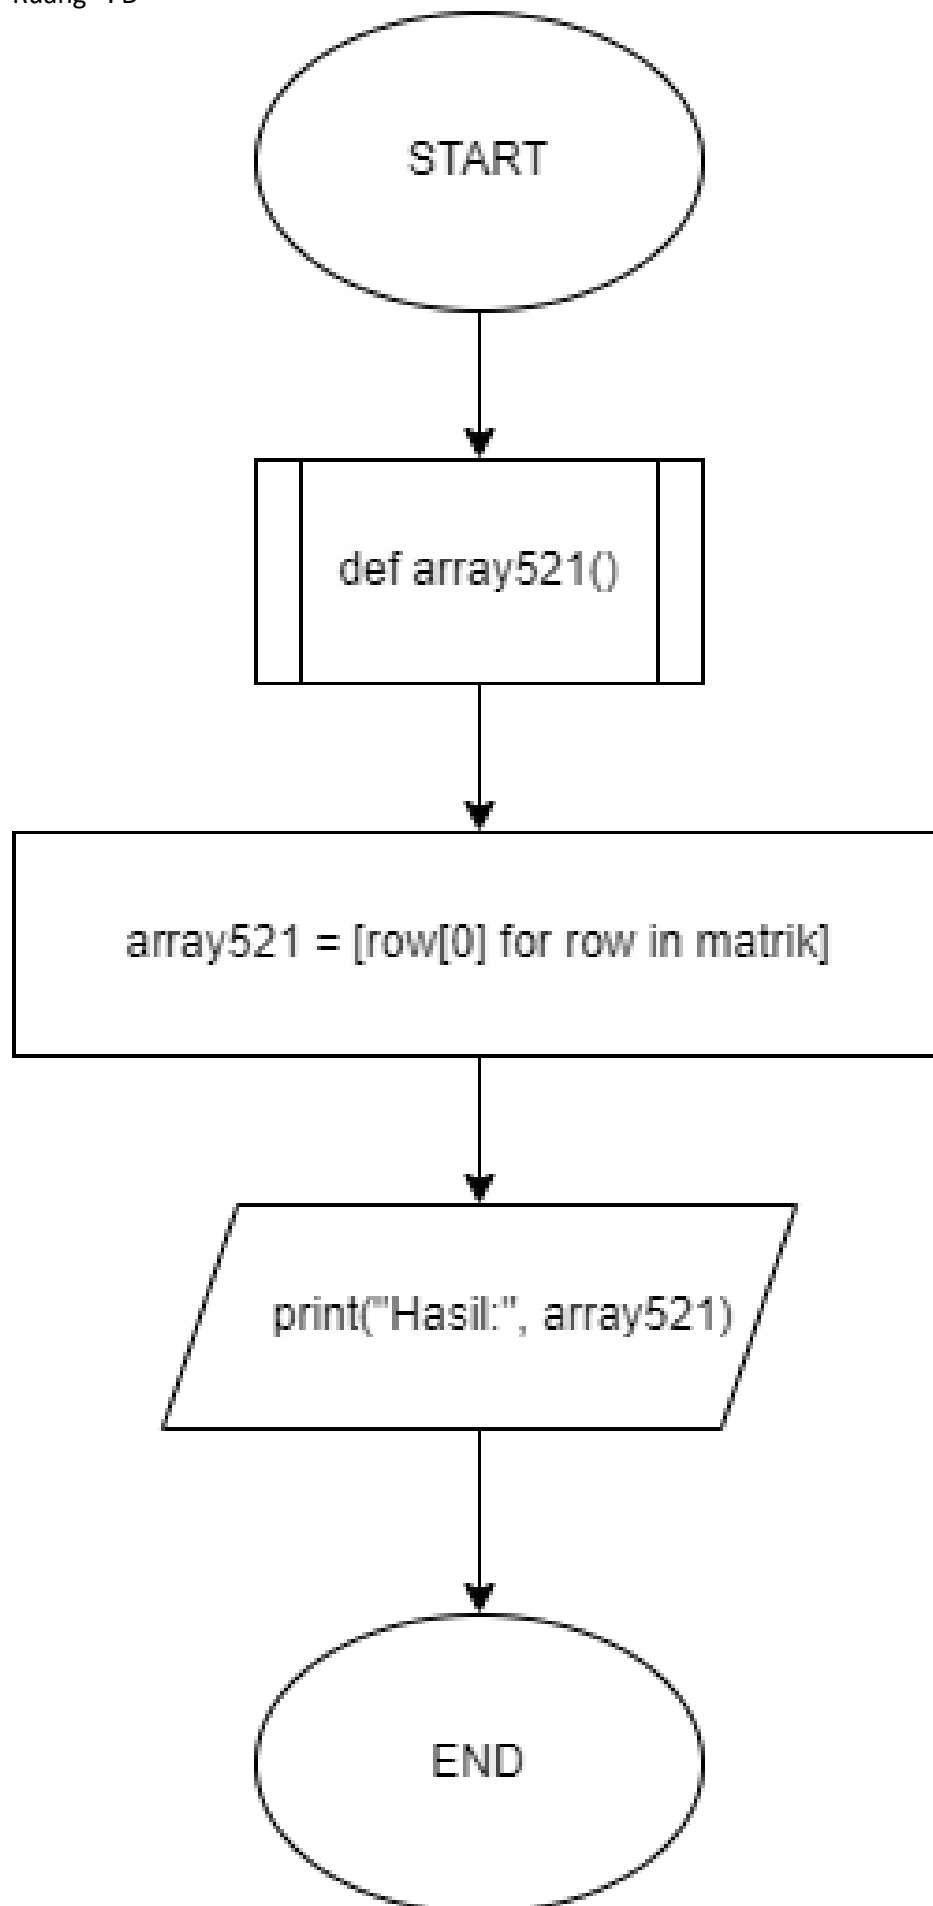 START
def array521()
array521 = [row[0] for row in matrik]
print("Hasil:", array521)
END